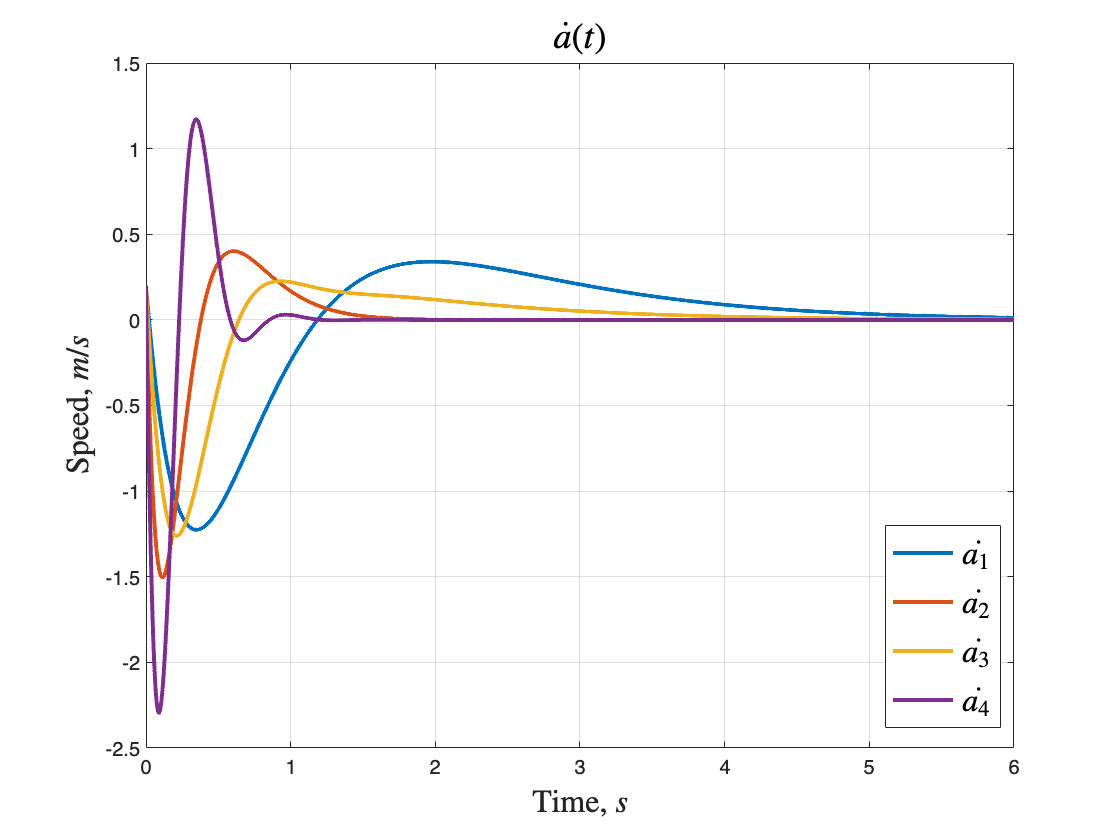 ȧ(t)
1.5
1
0.5
0
-0.5
-1
-1.5
-2
-2.5
Speed, m/s
0 1 2 3 4 5 6
Time, s
ȧ₁
ȧ₂
ȧ₃
ȧ₄